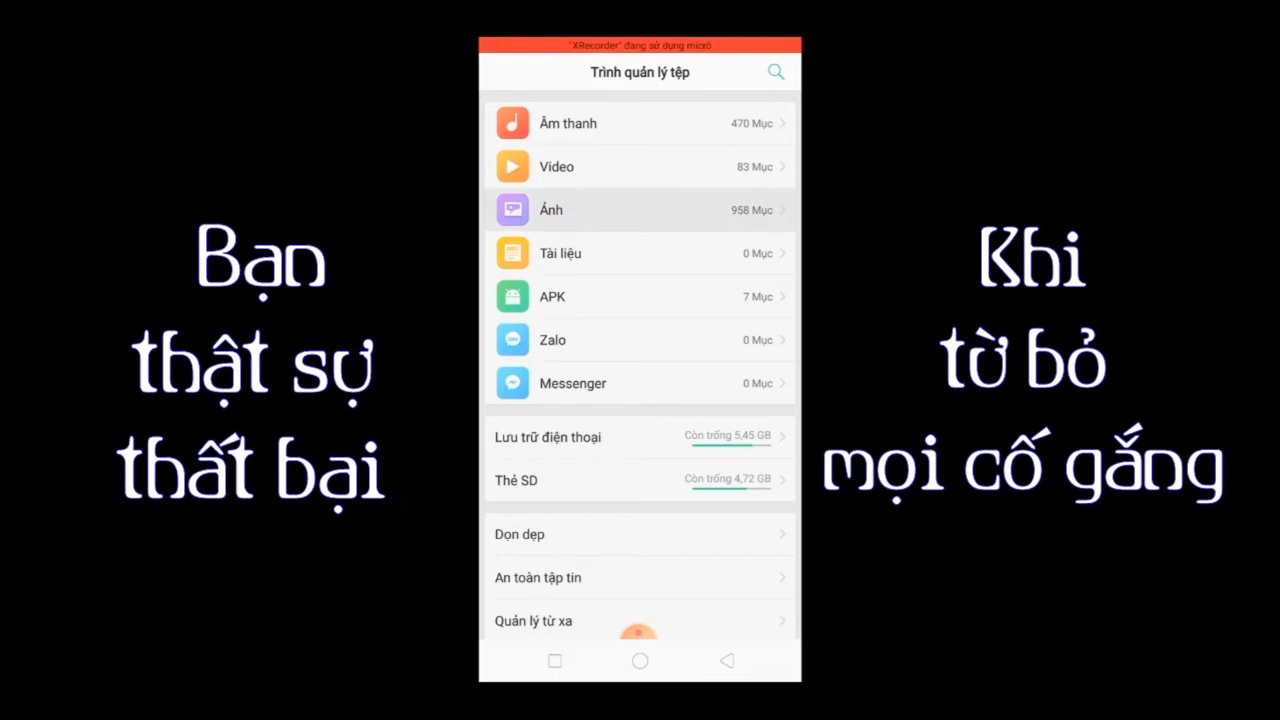 Bạn
thật sự
thất bại
"XRecorder" đang sử dụng micrô
Trình quản lý tệp
Âm thanh 470 Mục
Video 83 Mục
Ảnh 958 Mục
Tài liệu 0 Mục
APK 7 Mục
Zalo 0 Mục
Messenger 0 Mục
Lưu trữ điện thoại Còn trống 5,45 GB
Thẻ SD Còn trống 4,72 GB
Dọn dẹp
An toàn tập tin
Quản lý từ xa
Khi
từ bỏ
mọi cố gắng